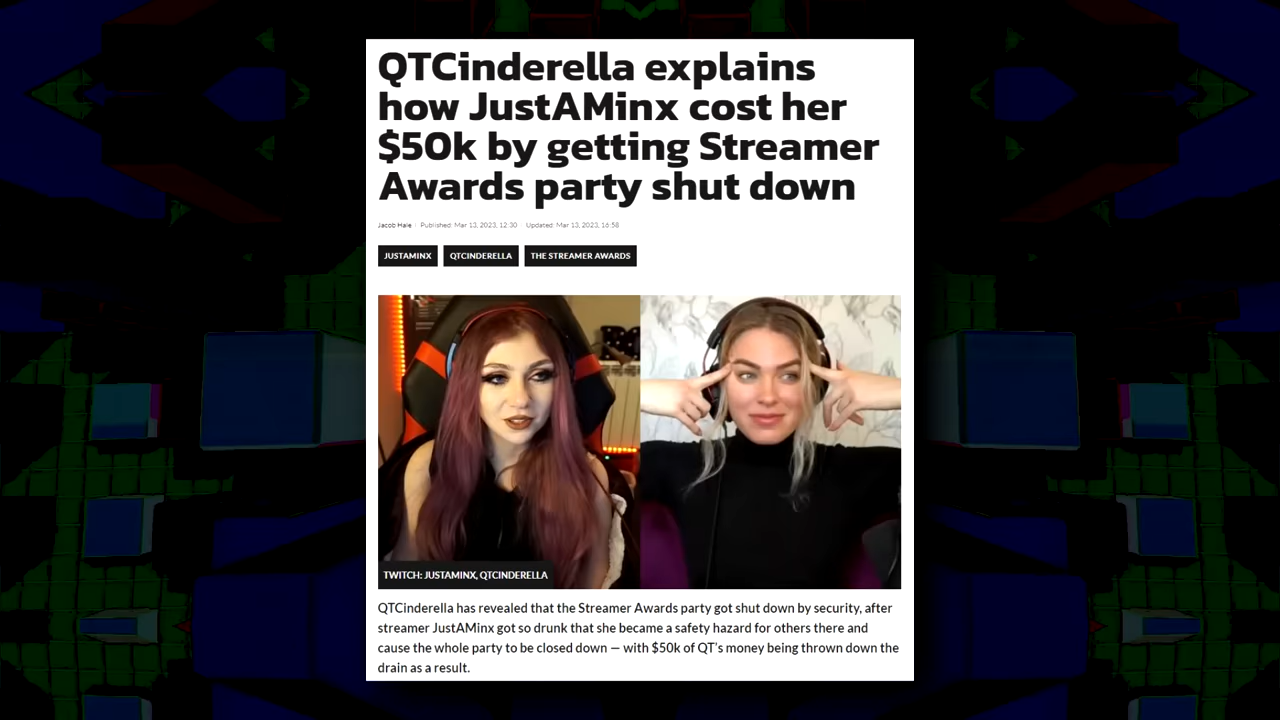 QTCinderella explains
how JustAMinx cost her
$50k by getting Streamer
Awards party shut down
Jacob Hale | Published: Mar 13, 2023, 12:30 | Updated: Mar 13, 2023, 16:58
JUSTAMINX QTCINDERELLA THE STREAMER AWARDS
TWITCH: JUSTAMINX, QTCINDERELLA
QTCinderella has revealed that the Streamer Awards party got shut down by security, after
streamer JustAMinx got so drunk that she became a safety hazard for others there and
cause the whole party to be closed down — with $50k of QT's money being thrown down the
drain as a result.